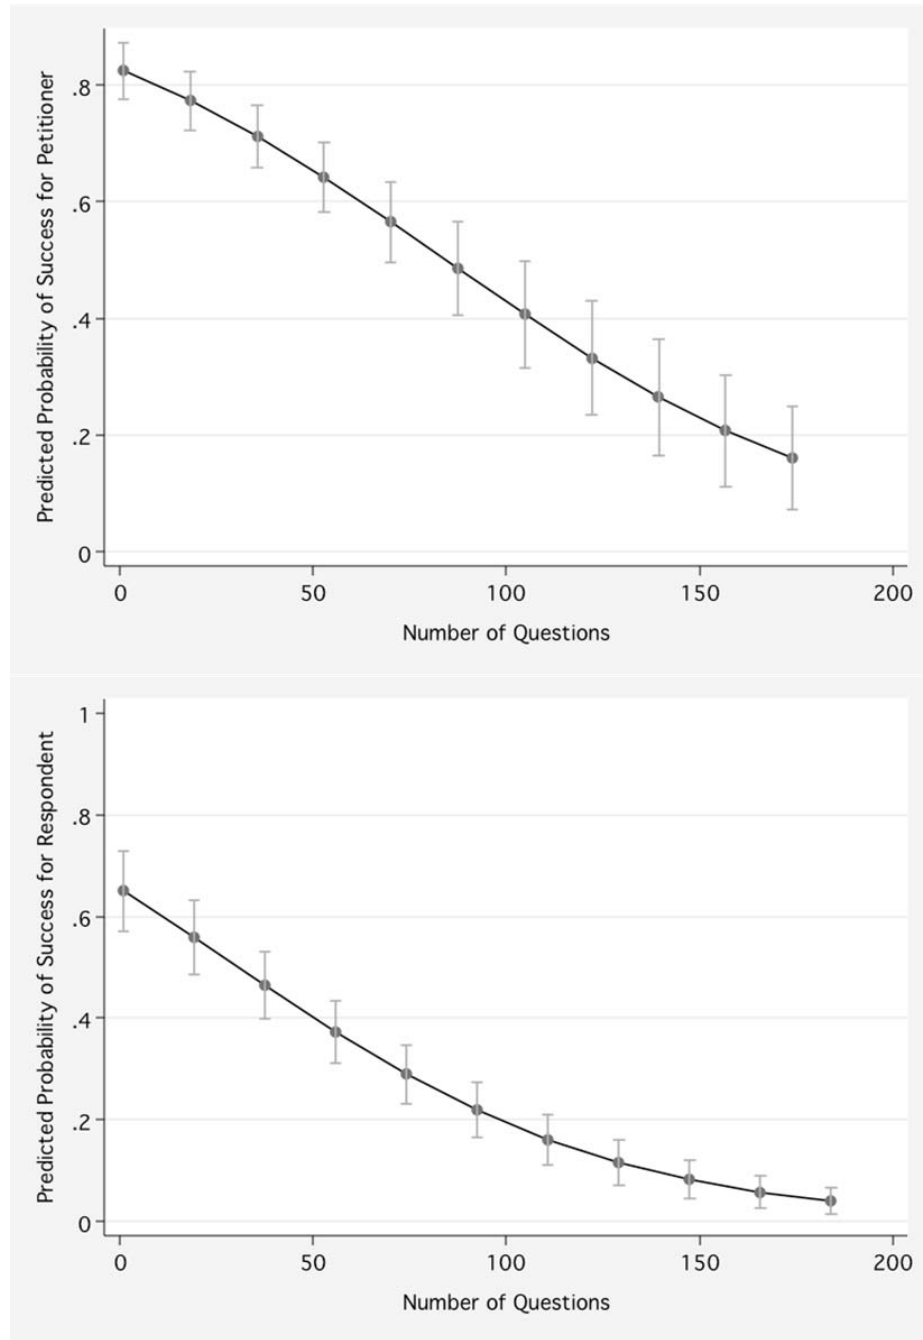 Predicted Probability of Success for Petitioner
.8
.6
.4
.2
0
0 50 100 150 200
Number of Questions
Predicted Probability of Success for Respondent
1
.8
.6
.4
.2
0
0 50 100 150 200
Number of Questions